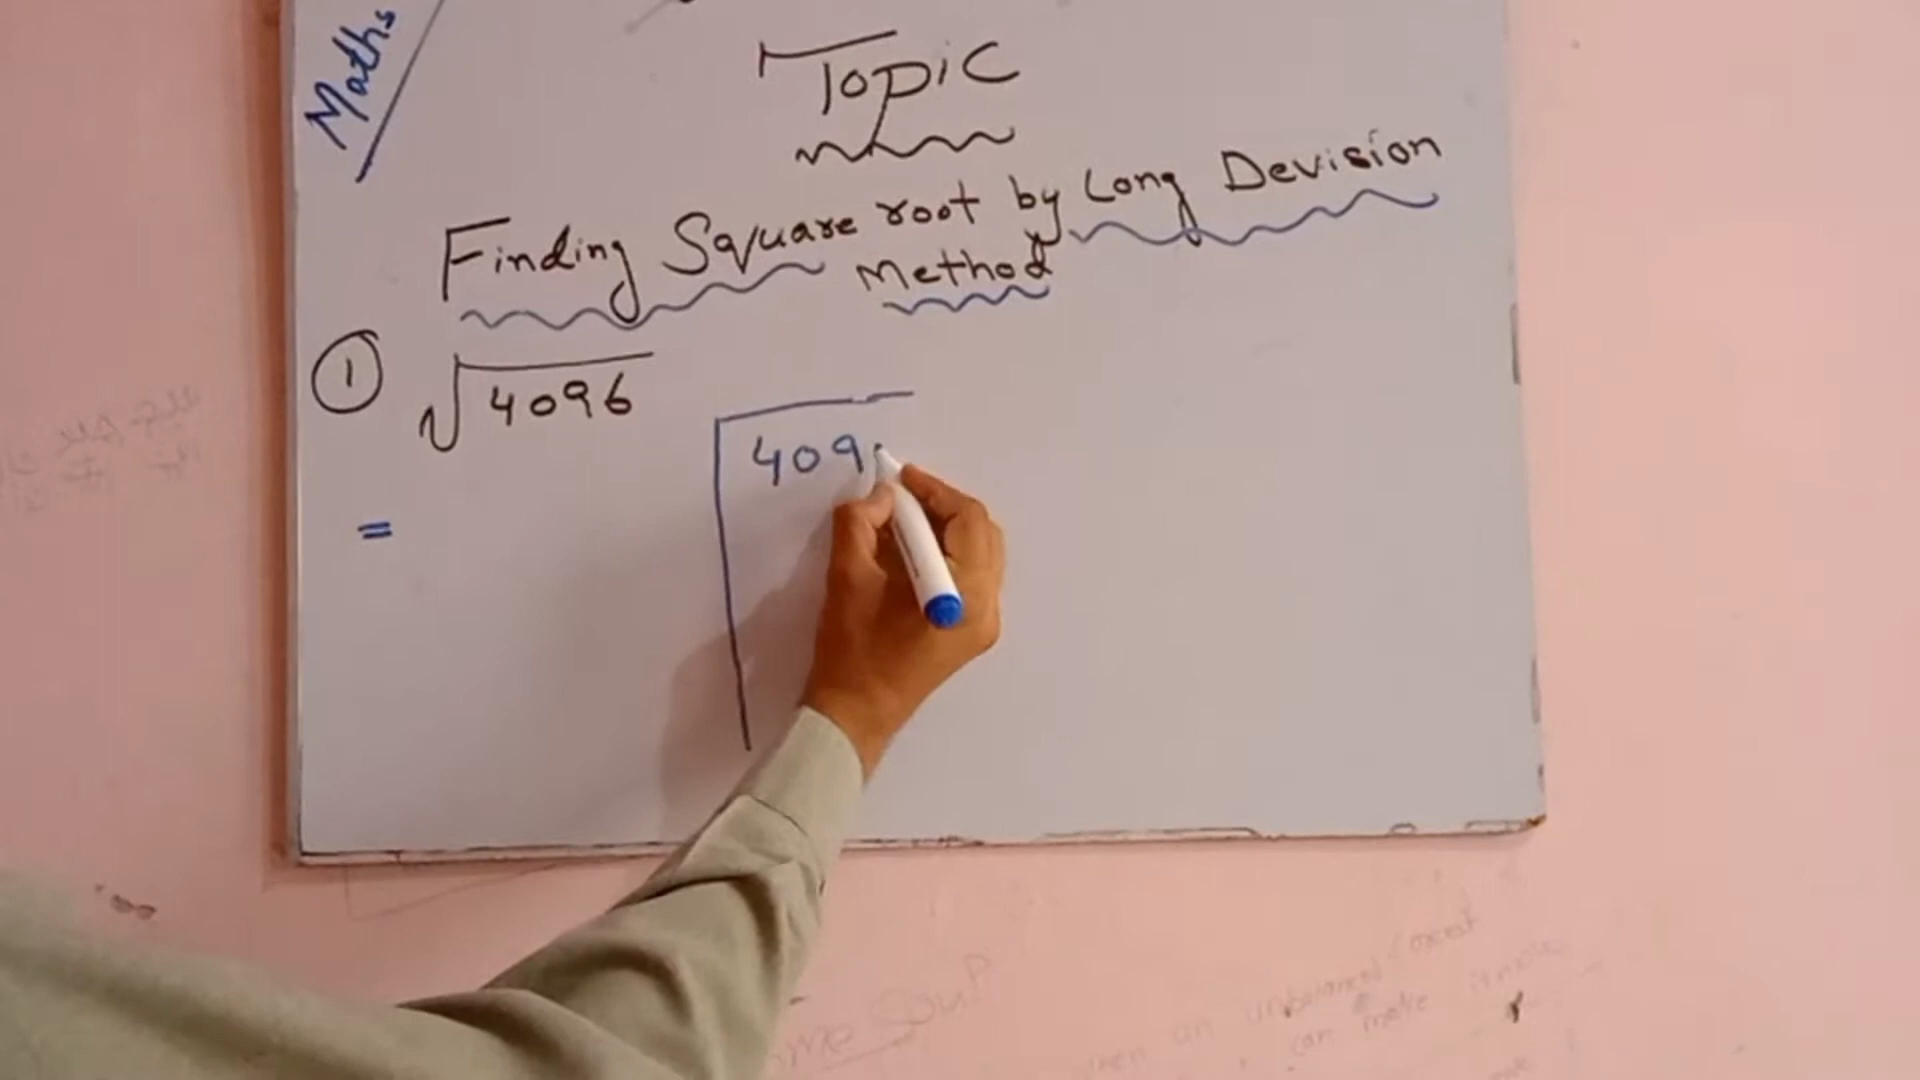 Maths
Topic
Finding Square root by Long Devision
Method
1 √4096
409
=